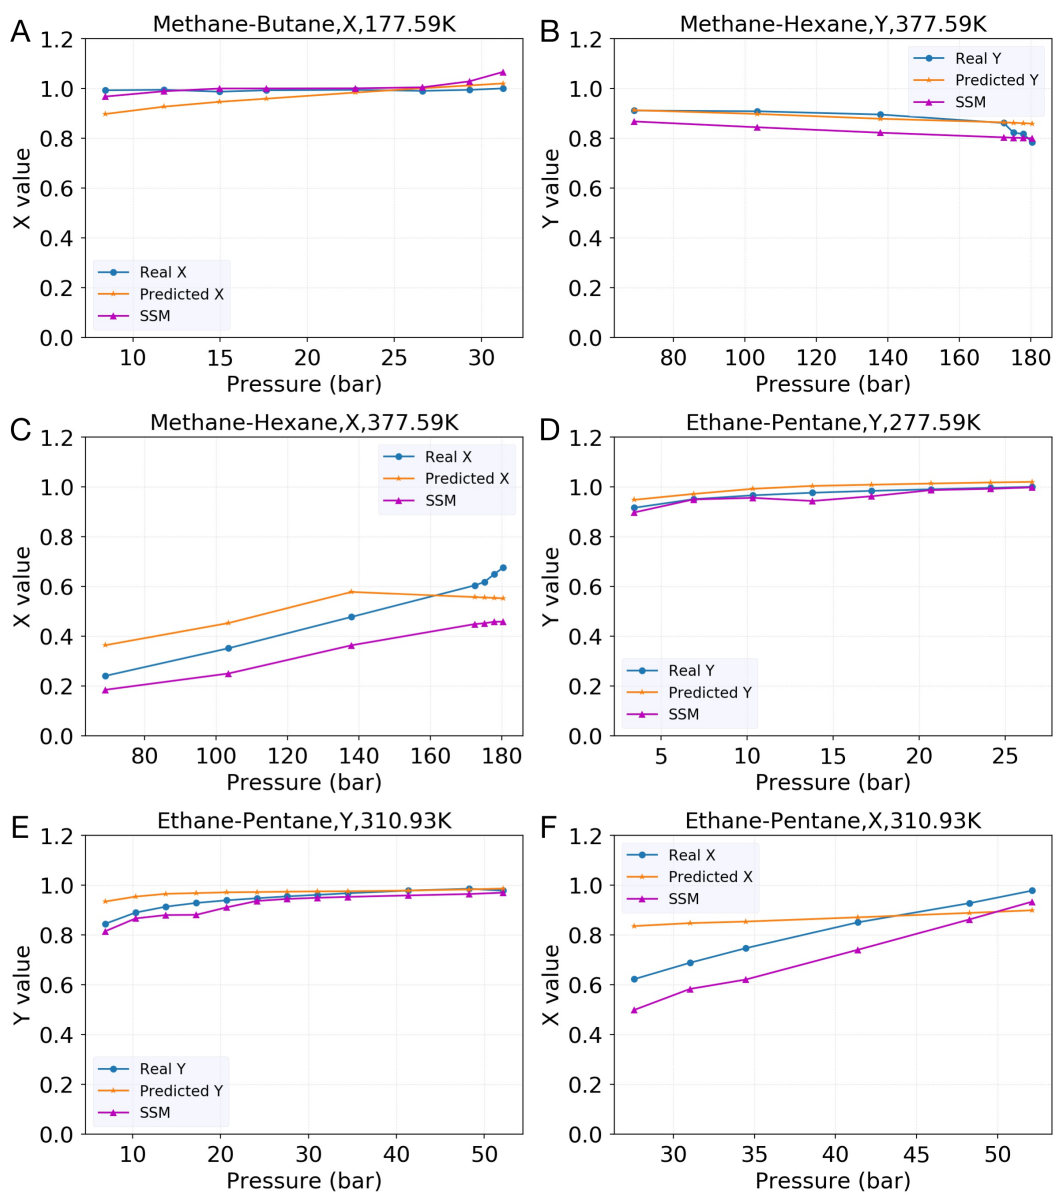 A
Methane-Butane,X,177.59K
1.2
1.0
0.8
0.6
0.4
0.2
0.0
X value
Real X
Predicted X
SSM
10 15 20 25 30
Pressure (bar)
B
Methane-Hexane,Y,377.59K
1.2
1.0
0.8
0.6
0.4
0.2
0.0
Y value
Real Y
Predicted Y
SSM
80 100 120 140 160 180
Pressure (bar)
C
Methane-Hexane,X,377.59K
1.2
1.0
0.8
0.6
0.4
0.2
0.0
X value
Real X
Predicted X
SSM
80 100 120 140 160 180
Pressure (bar)
D
Ethane-Pentane,Y,277.59K
1.2
1.0
0.8
0.6
0.4
0.2
0.0
Y value
Real Y
Predicted Y
SSM
5 10 15 20 25
Pressure (bar)
E
Ethane-Pentane,Y,310.93K
1.2
1.0
0.8
0.6
0.4
0.2
0.0
Y value
Real Y
Predicted Y
SSM
10 20 30 40 50
Pressure (bar)
F
Ethane-Pentane,X,310.93K
1.2
1.0
0.8
0.6
0.4
0.2
0.0
X value
Real X
Predicted X
SSM
30 35 40 45 50
Pressure (bar)